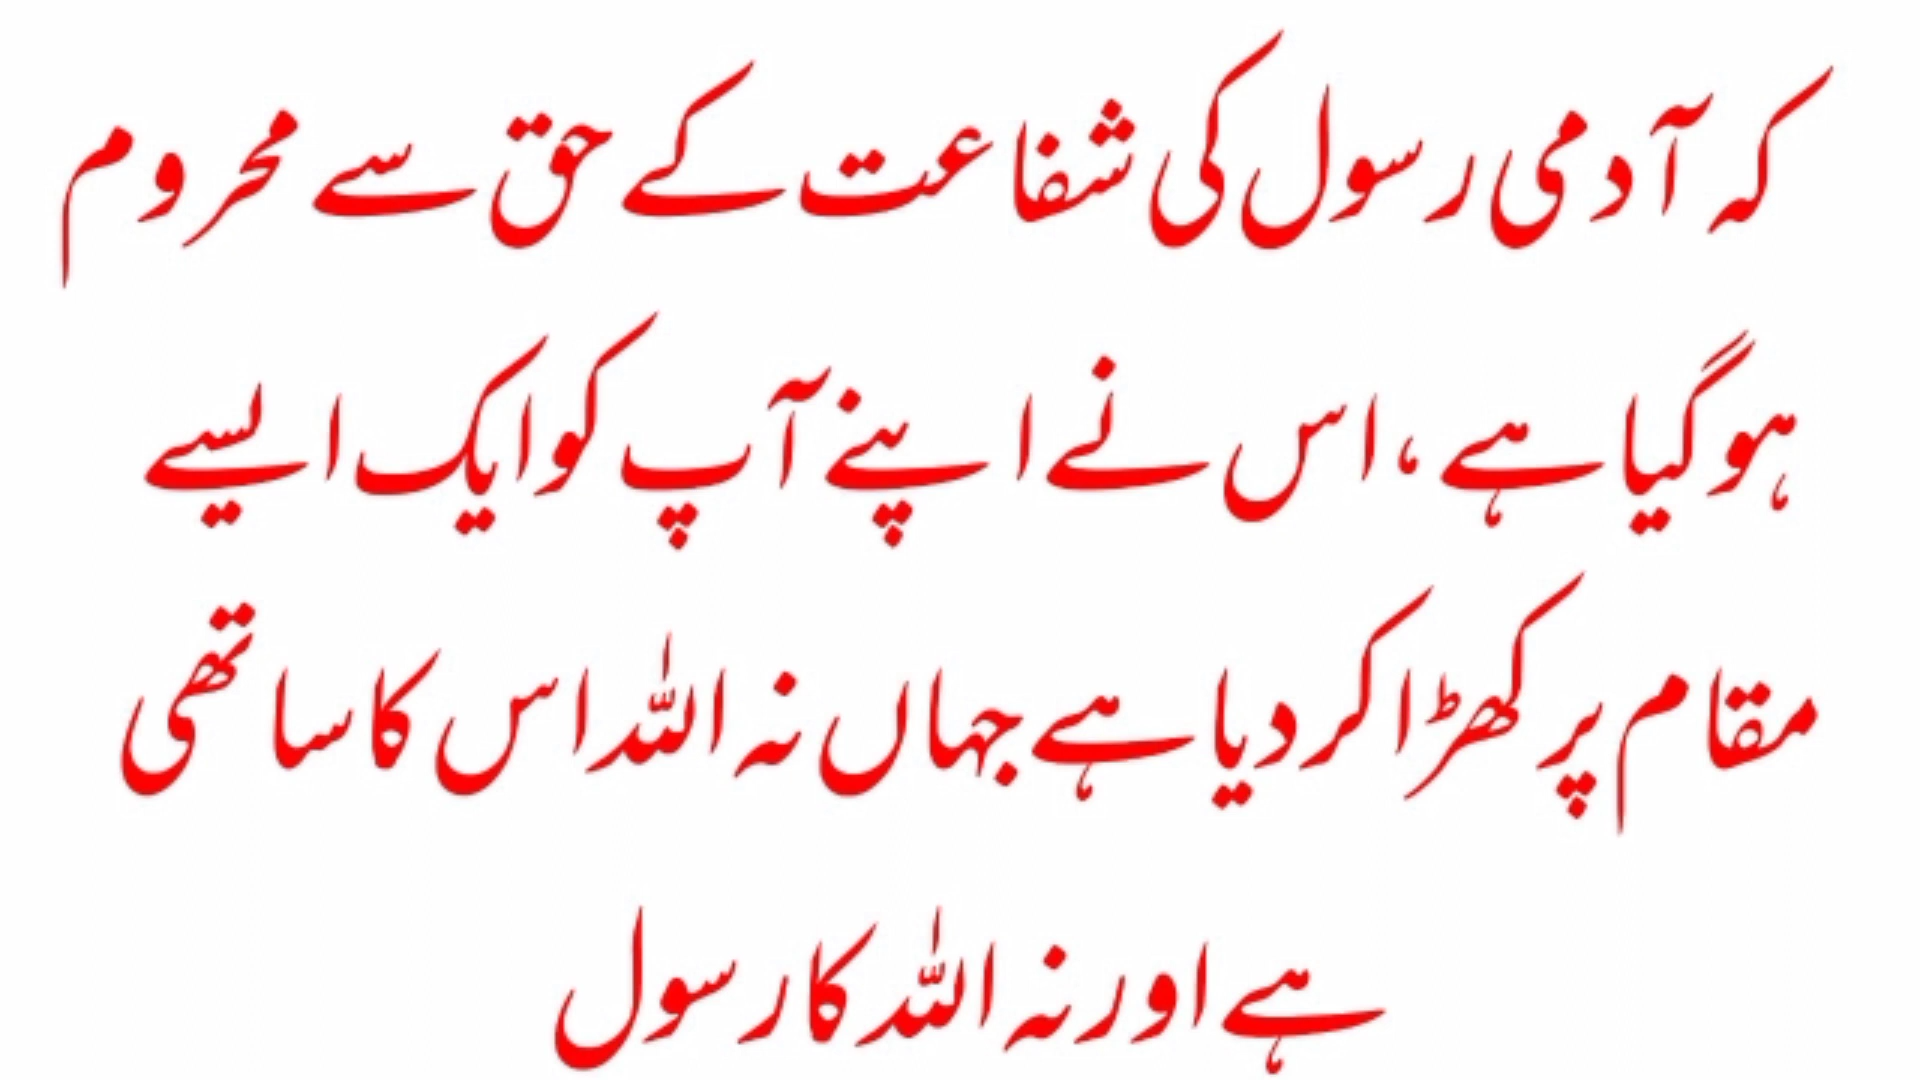 کہ آدمی رسول کی شفاعت کے حق سے محروم
ہوگیا ہے ، اس نے اپنے آپ کو ایک ایسے
مقام پر کھڑا کر دیا ہے جہاں نہ اللہ اس کا ساتھی
ہے اور نہ اللہ کا رسول